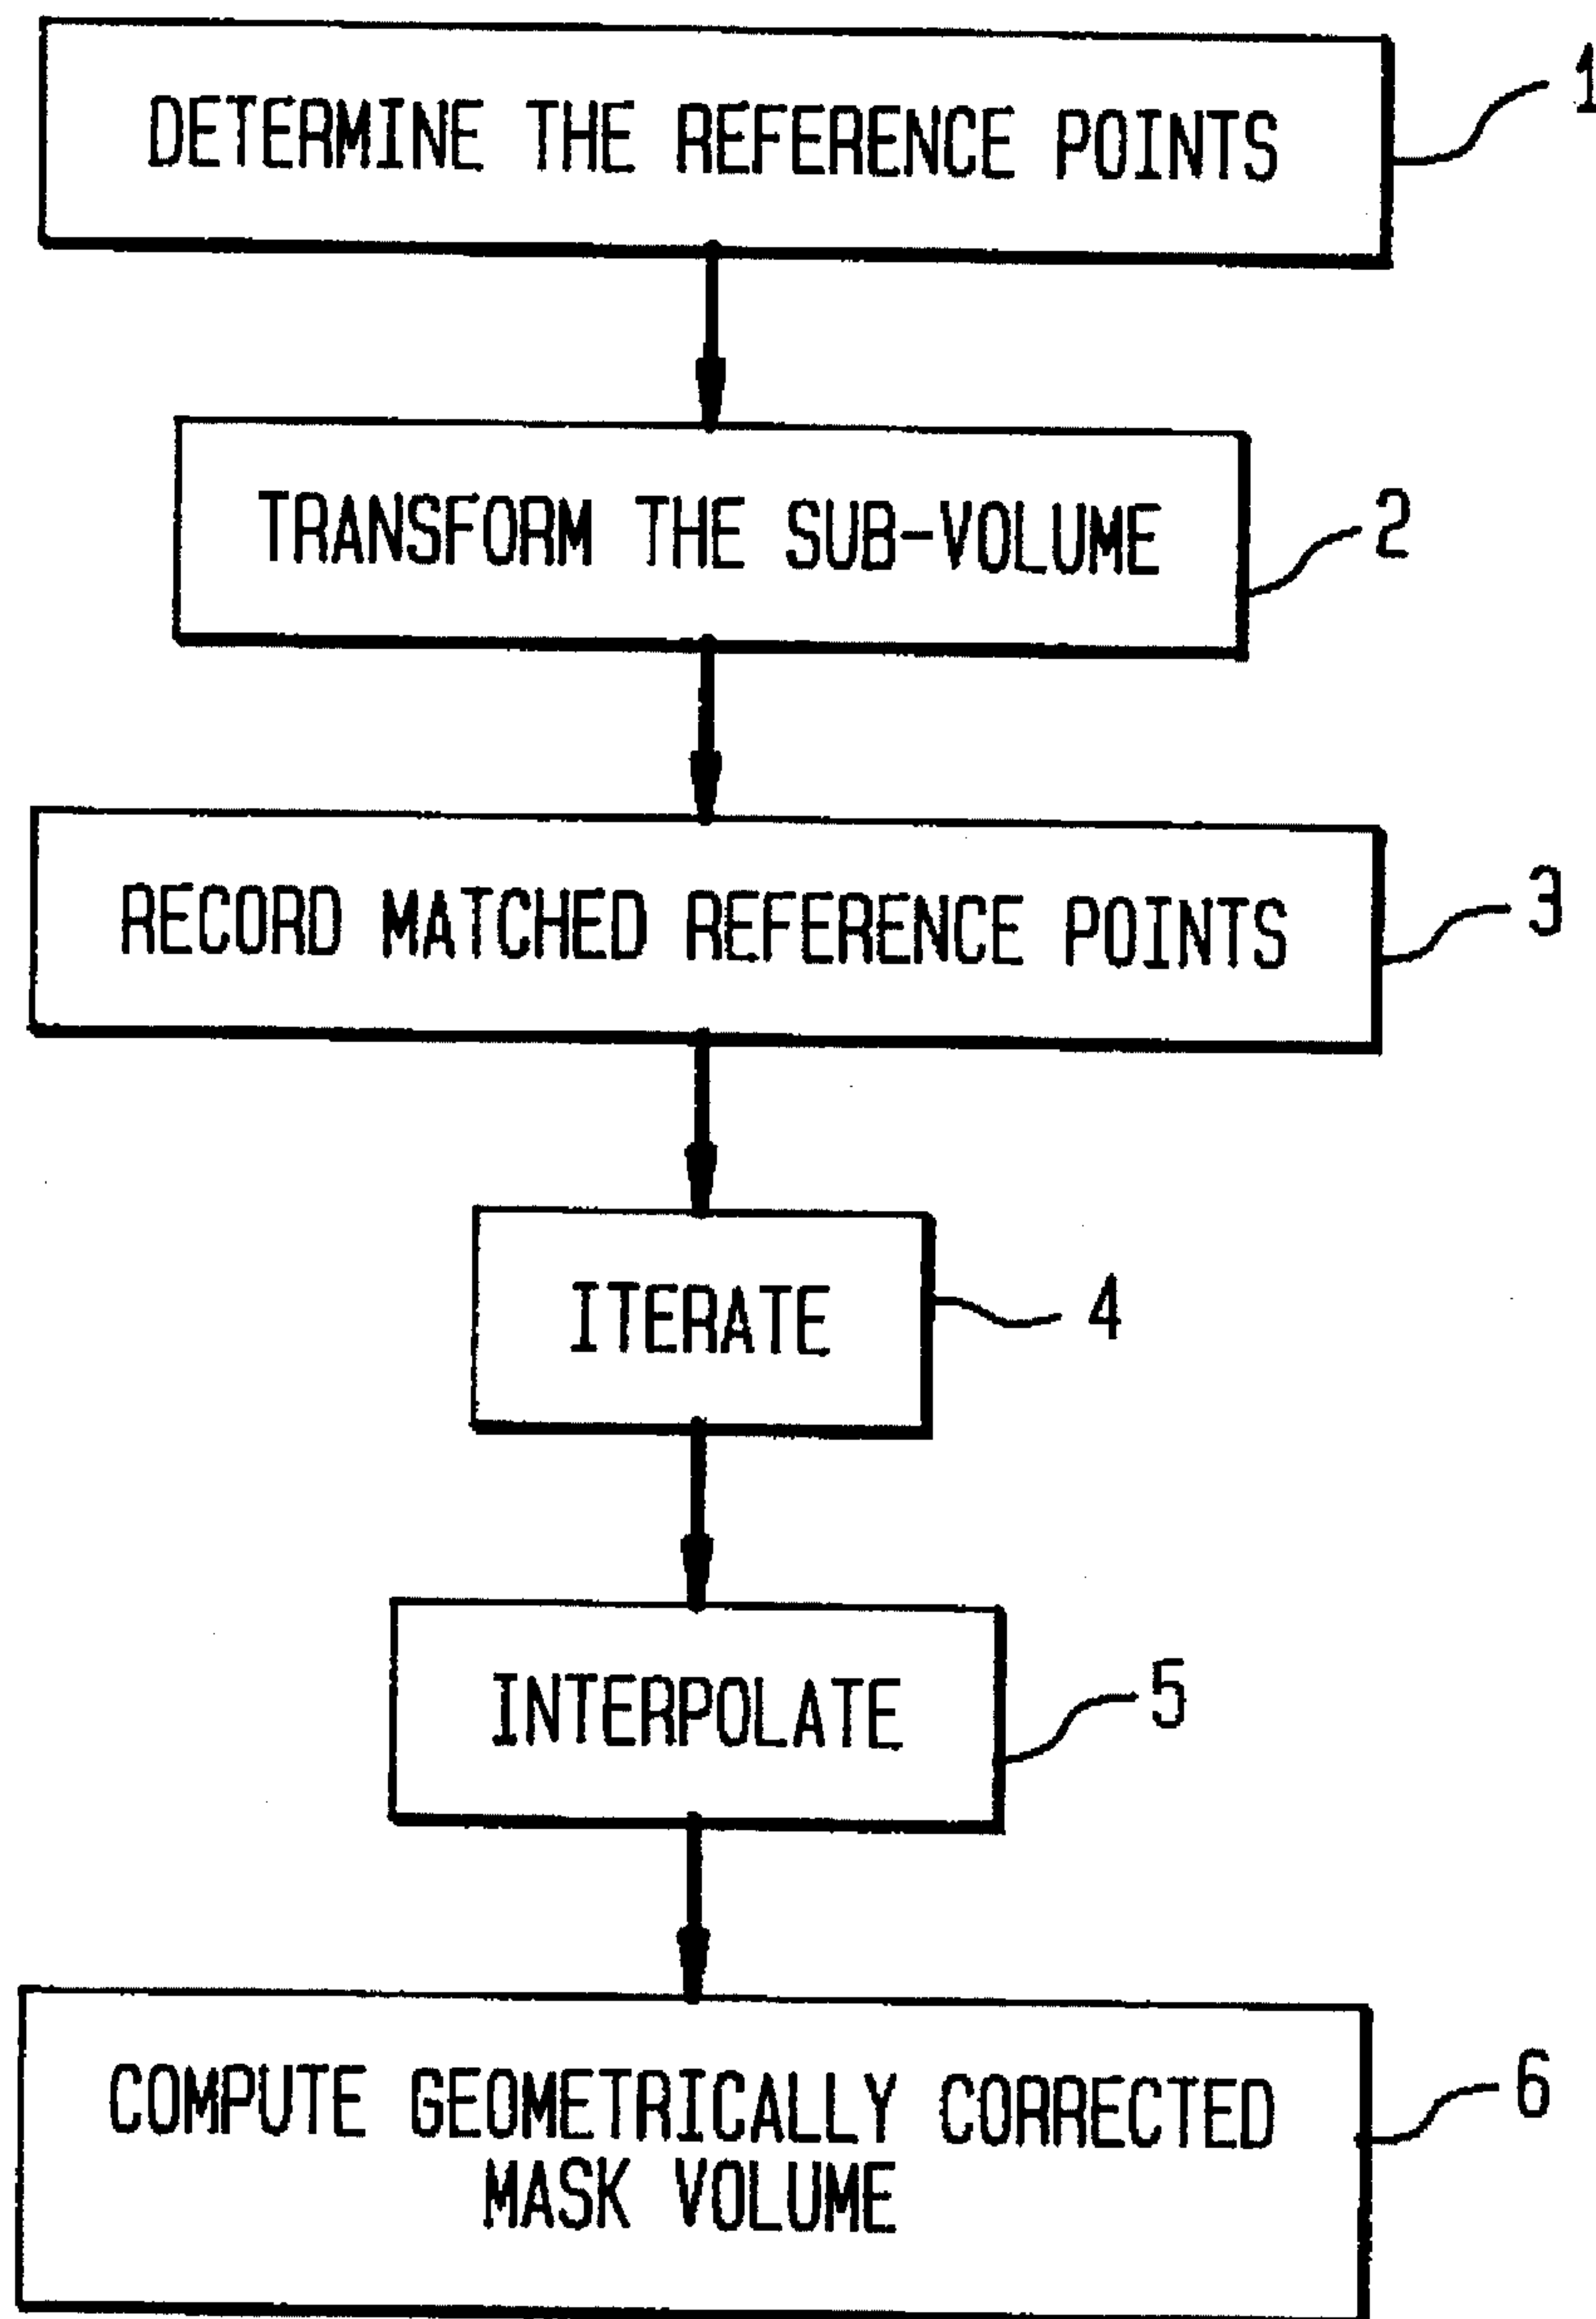 DETERMINE THE REFERENCE POINTS
1
TRANSFORM THE SUB-VOLUME
2
RECORD MATCHED REFERENCE POINTS
3
ITERATE
4
INTERPOLATE
5
COMPUTE GEOMETRICALLY CORRECTED
MASK VOLUME
6